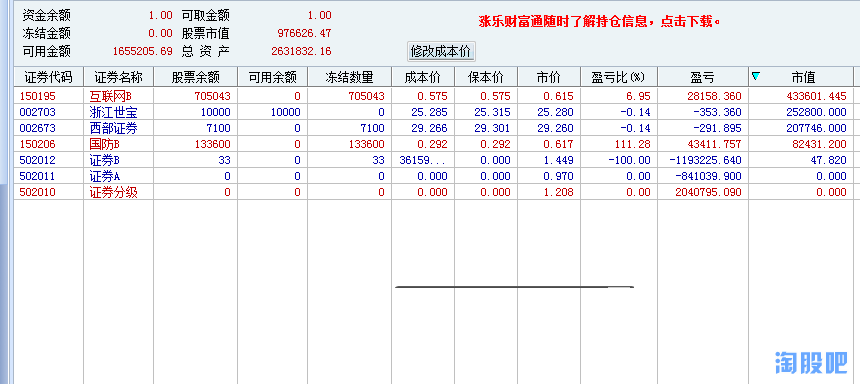 资金余额 1.00 可取金额 1.00
张乐财富通随时了解持仓信息，点击下载。
冻结金额 0.00 股票市值 976626.47
可用金额 1655205.69 总 资 产 2631832.16 修改成本价
证券代码 证券名称 股票余额 可用余额 冻结数量 成本价 保本价 市价 盈亏比(%) 盈亏 市值
150195 互联网B 705043 0 705043 0.575 0.575 0.615 6.95 28158.360 433601.445
002703 浙江世宝 10000 10000 0 25.285 25.315 25.280 -0.14 -353.360 252800.000
002673 西部证券 7100 0 7100 29.266 29.301 29.260 -0.14 -291.895 207746.000
150206 国防B 133600 0 133600 0.292 0.292 0.617 111.28 43411.757 82431.200
502012 证券B 33 0 33 36159... 0.000 1.449 -100.00 -1193225.640 47.820
502011 证券A 0 0 0 0.000 0.000 0.970 0.00 -841039.900 0.000
502010 证券分级 0 0 0 0.000 0.000 1.208 0.00 2040795.090 0.000
淘股吧